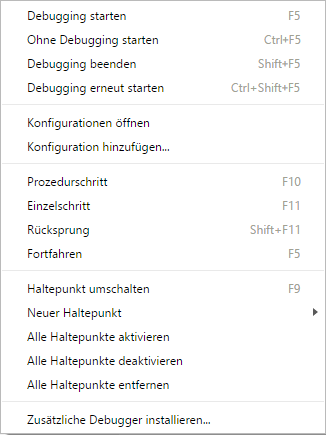 Debugging starten F5
Ohne Debugging starten Ctrl+F5
Debugging beenden Shift+F5
Debugging erneut starten Ctrl+Shift+F5
Konfigurationen öffnen
Konfiguration hinzufügen...
Prozedurschritt F10
Einzelschritt F11
Rücksprung Shift+F11
Fortfahren F5
Haltepunkt umschalten F9
Neuer Haltepunkt
Alle Haltepunkte aktivieren
Alle Haltepunkte deaktivieren
Alle Haltepunkte entfernen
Zusätzliche Debugger installieren...